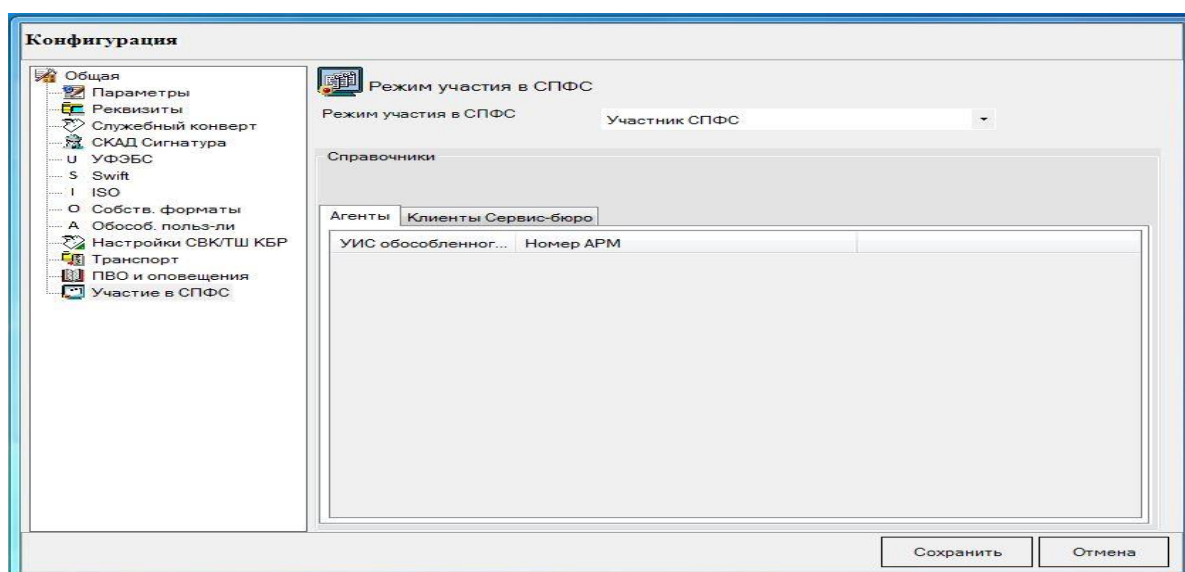 Конфигурация
Общая
Параметры
Реквизиты
Служебный конверт
СКАД Сигнатура
U УФЭБС
S Swift
I ISO
O Собств. форматы
A Обособ. польз-ли
Настройки СВК/ТШ КБР
Транспорт
ПВО и оповещения
Участие в СПФС
Режим участия в СПФС
Режим участия в СПФС Участник СПФС
Справочники
Агенты Клиенты Сервис-бюро
УИС обособленног... Номер АРМ
Сохранить Отмена